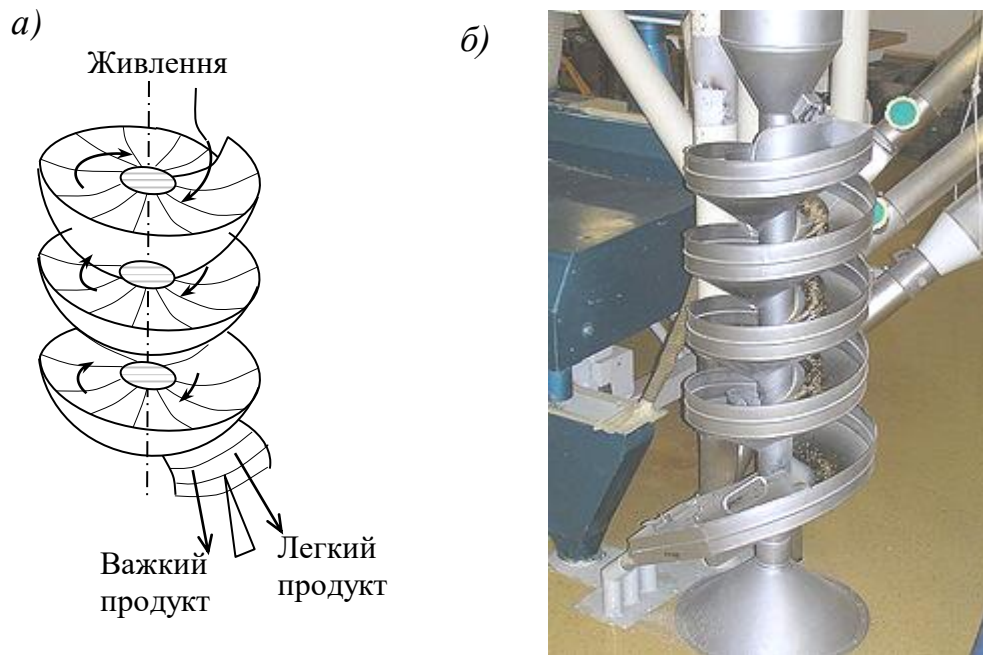 а)
б)
Живлення
Важкий
продукт
Легкий
продукт